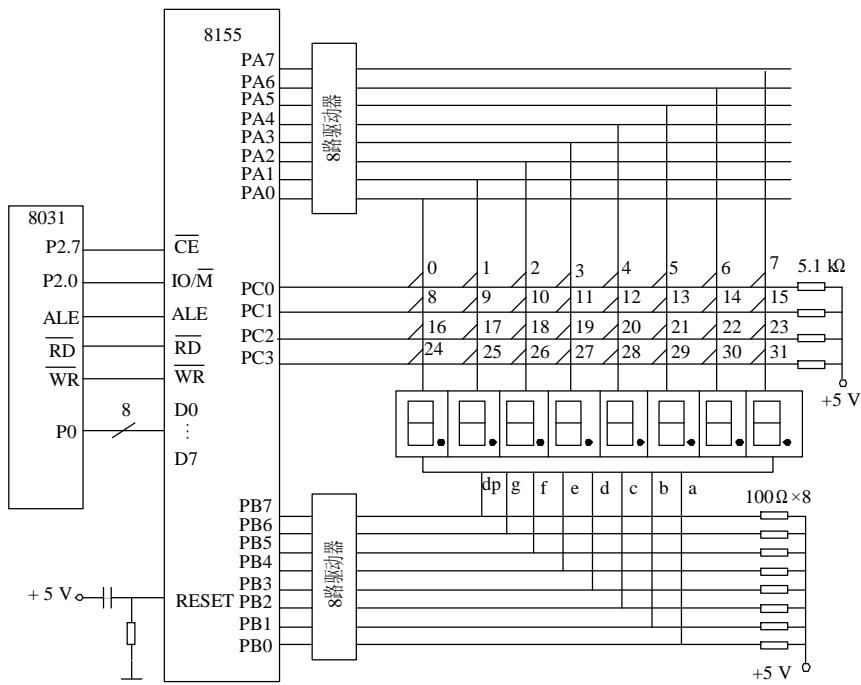 8155
PA7
PA6
PA5
PA4
PA3
PA2
PA1
PA0
8路驱动器
8031
P2.7
P2.0
ALE
RD
WR
P0
8
CE
IO/M
ALE
RD
WR
D0
⋮
D7
PC0
PC1
PC2
PC3
0 1 2 3 4 5 6 7
8 9 10 11 12 13 14 15
16 17 18 19 20 21 22 23
24 25 26 27 28 29 30 31
5.1 kΩ
+5 V
dp g f e d c b a
PB7
PB6
PB5
PB4
PB3
PB2
PB1
PB0
8路驱动器
100Ω×8
+5 V
+ 5 V
RESET